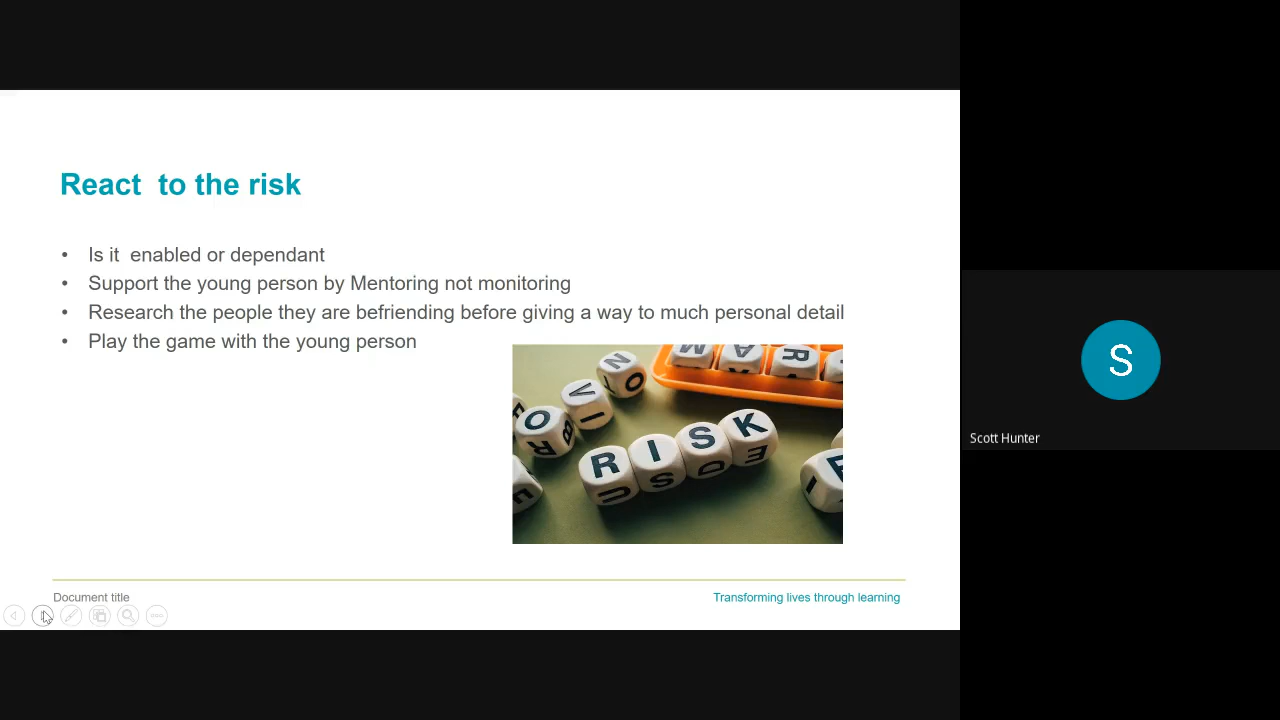 React  to the risk
• Is it  enabled or dependant
• Support the young person by Mentoring not monitoring
• Research the people they are befriending before giving a way to much personal detail
• Play the game with the young person
RISK
Document title
Transforming lives through learning
S
Scott Hunter